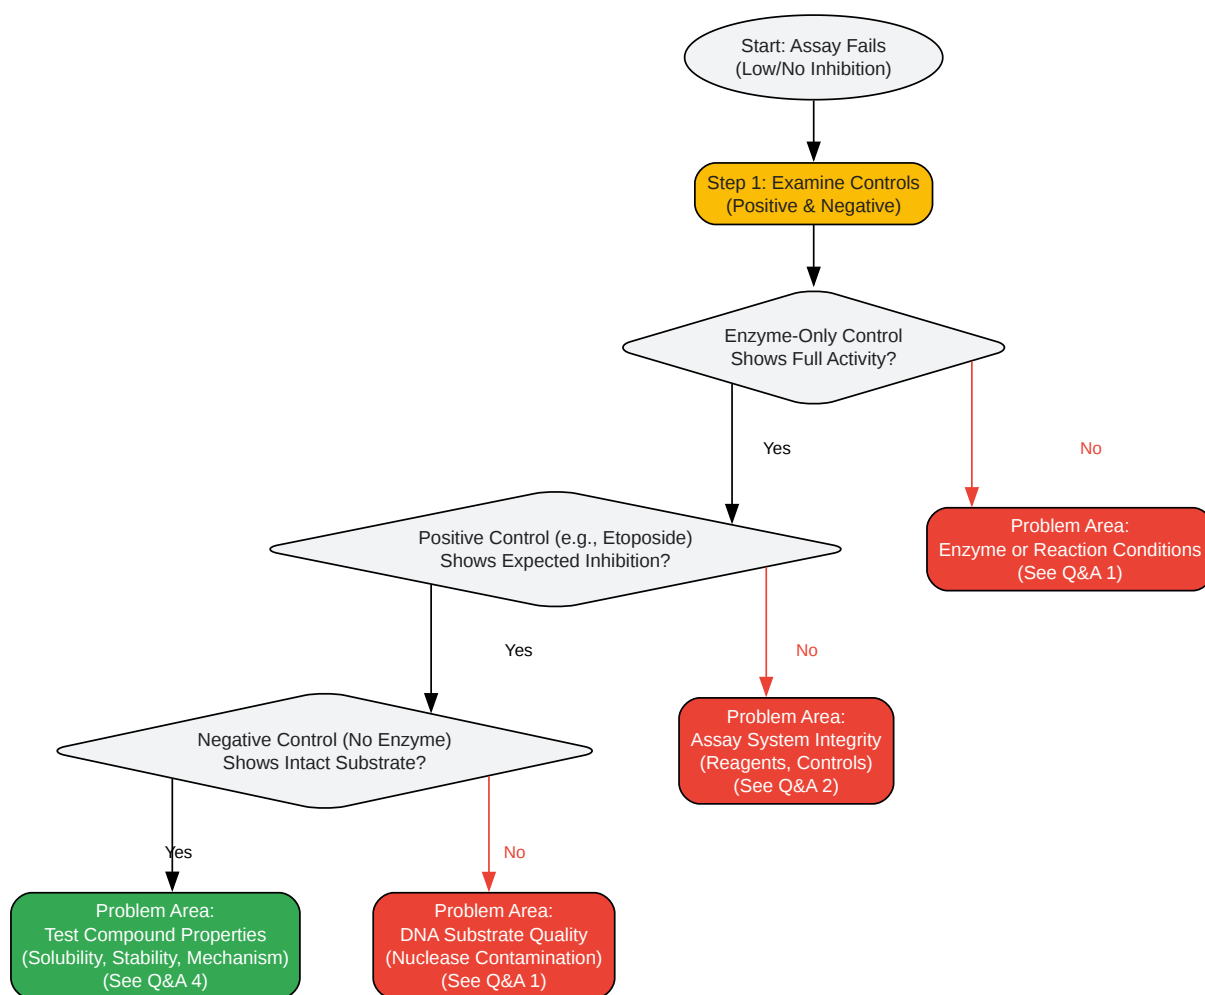 Start: Assay Fails
(Low/No Inhibition)
Step 1: Examine Controls
(Positive & Negative)
Enzyme-Only Control
Shows Full Activity?
Yes
No
Problem Area:
Enzyme or Reaction Conditions
(See Q&A 1)
Positive Control (e.g., Etoposide)
Shows Expected Inhibition?
Yes
No
Problem Area:
Assay System Integrity
(Reagents, Controls)
(See Q&A 2)
Negative Control (No Enzyme)
Shows Intact Substrate?
Yes
No
Problem Area:
Test Compound Properties
(Solubility, Stability, Mechanism)
(See Q&A 4)
Problem Area:
DNA Substrate Quality
(Nuclease Contamination)
(See Q&A 1)